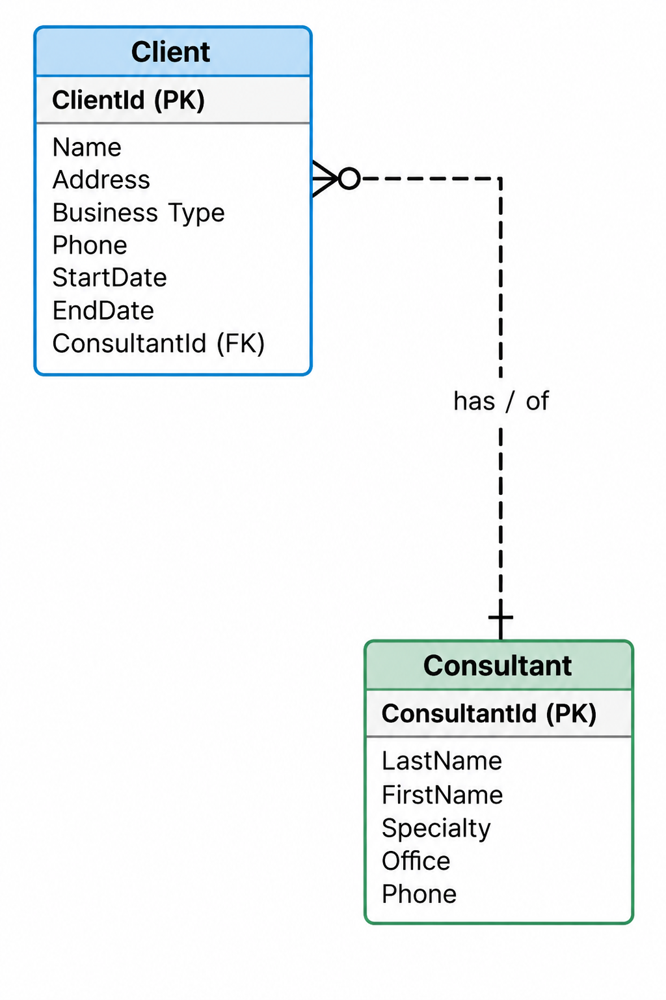 Client
ClientId (PK)
Name
Address
Business Type
Phone
StartDate
EndDate
ConsultantId (FK)
has / of
Consultant
ConsultantId (PK)
LastName
FirstName
Specialty
Office
Phone